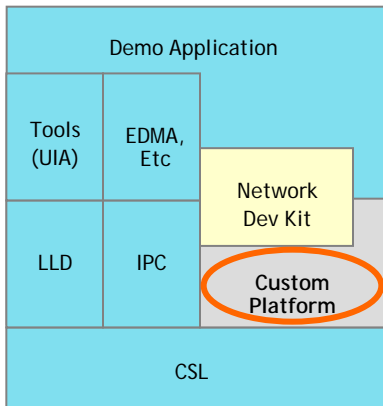 Demo Application
Tools
(UIA)
EDMA,
Etc
Network
Dev Kit
LLD
IPC
Custom
Platform
CSL